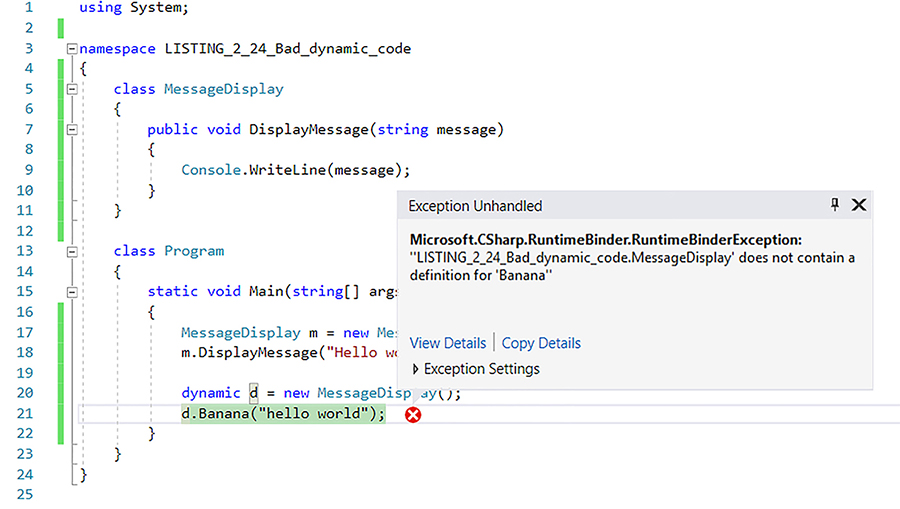 1 using System;
2
3 namespace LISTING_2_24_Bad_dynamic_code
4 {
5 class MessageDisplay
6 {
7 public void DisplayMessage(string message)
8 {
9 Console.WriteLine(message);
10 }
11 }
12
13 class Program
14 {
15 static void Main(string[] args
16 {
17 MessageDisplay m = new Mes
18 m.DisplayMessage("Hello wo
19
20 dynamic d = new MessageDisplay();
21 d.Banana("hello world");
22 }
23 }
24 }
25
Exception Unhandled
Microsoft.CSharp.RuntimeBinder.RuntimeBinderException:
''LISTING_2_24_Bad_dynamic_code.MessageDisplay' does not contain a
definition for 'Banana''
View Details | Copy Details
Exception Settings